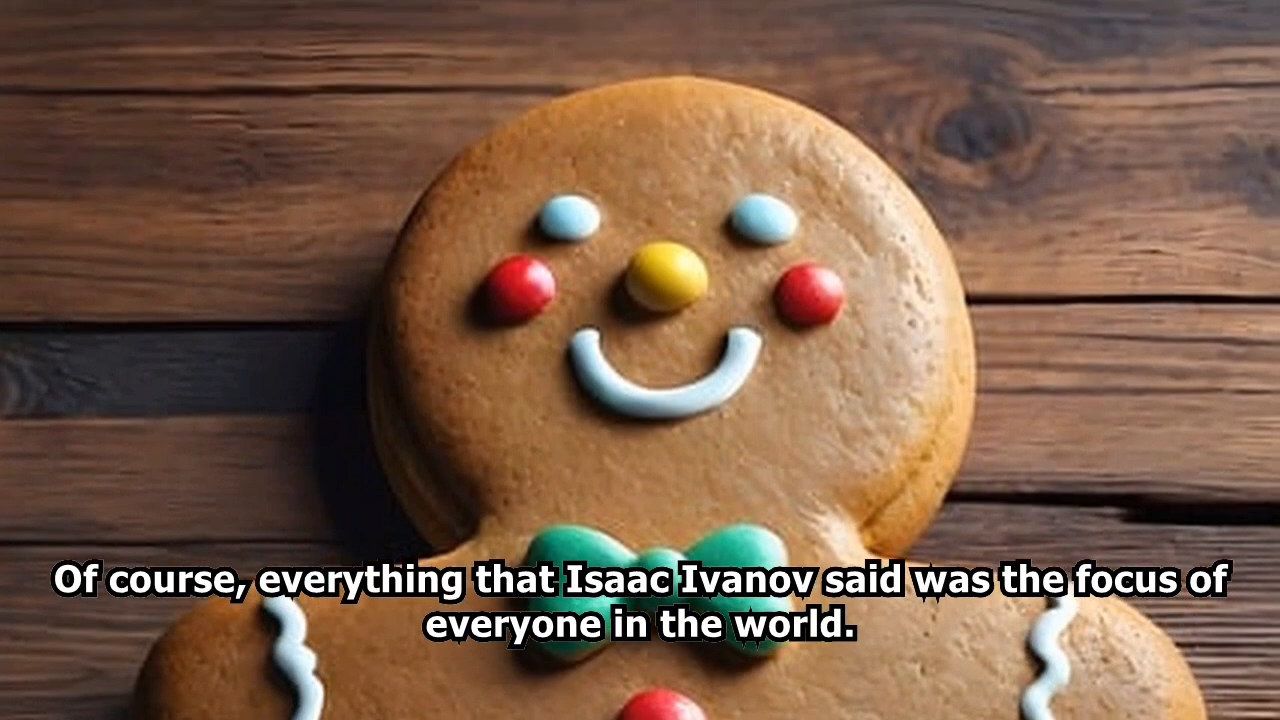 Of course, everything that Isaac Ivanov said was the focus of
everyone in the world.